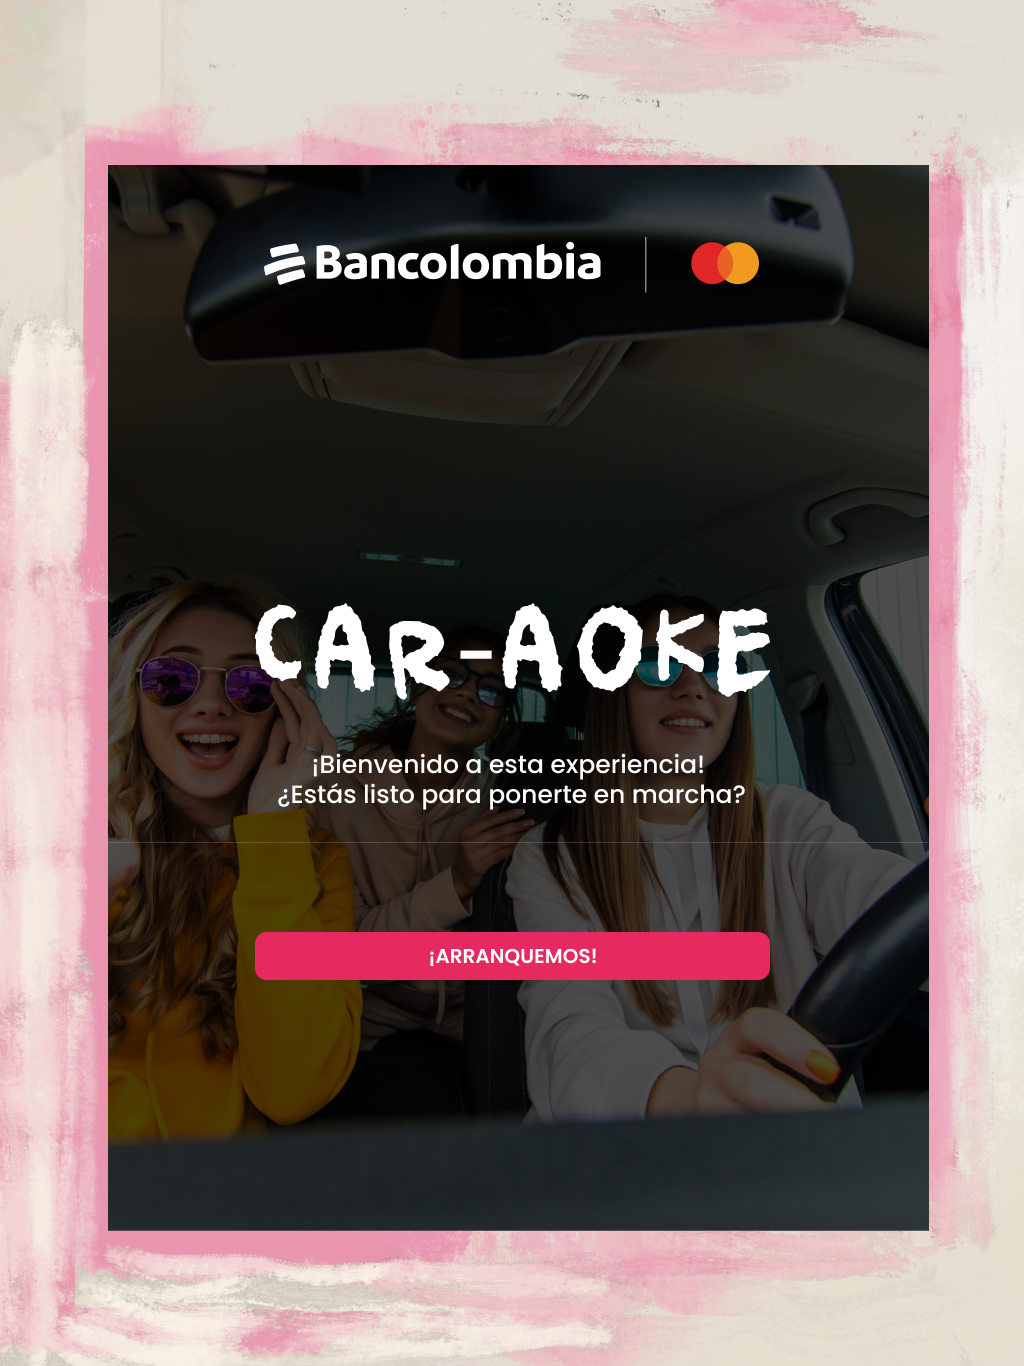 Bancolombia
CAR-AOKE
¡Bienvenido a esta experiencia!
¿Estás listo para ponerte en marcha?
¡ARRANQUEMOS!